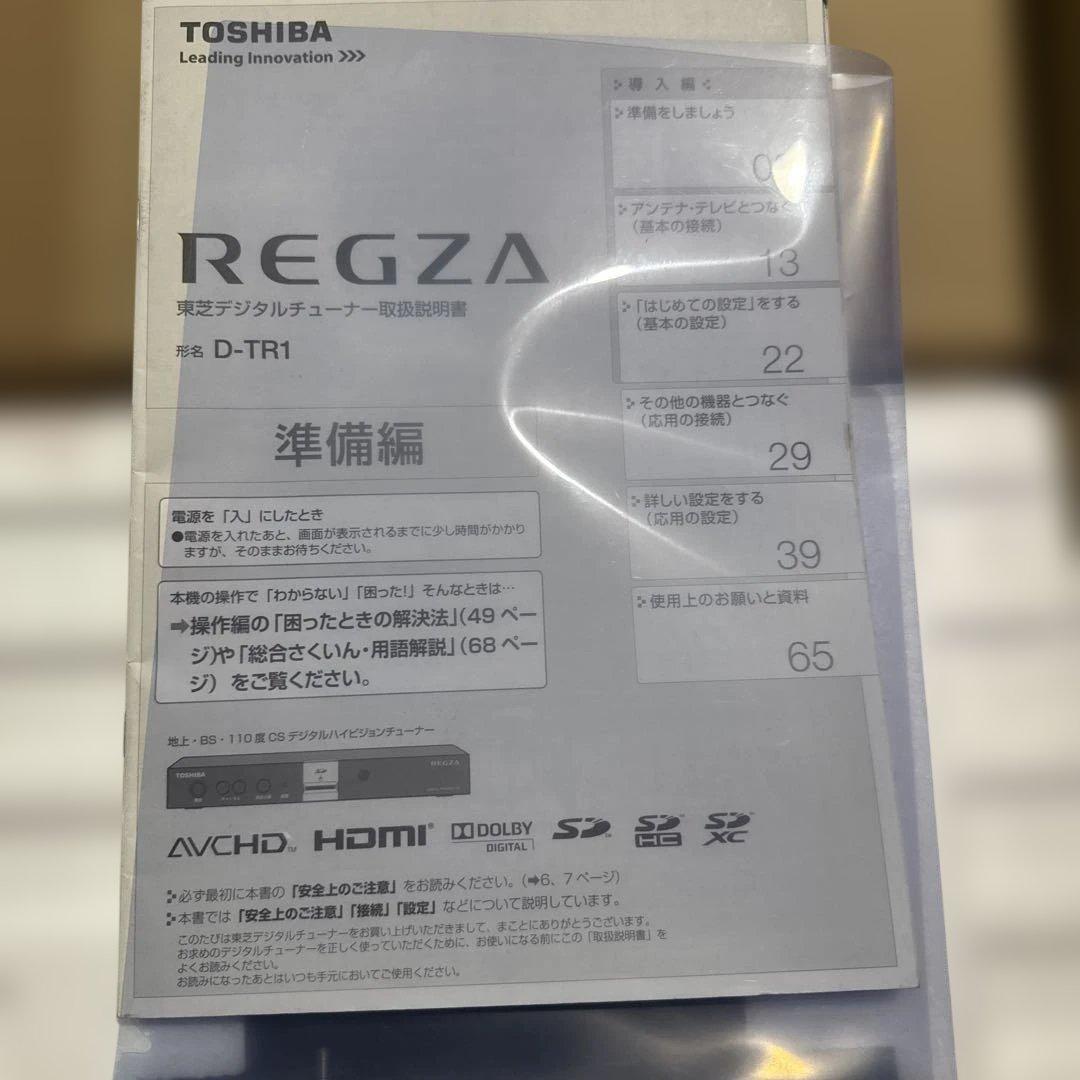 TOSHIBA
Leading Innovation >>>
REGZA
東芝デジタルチューナー取扱説明書
形名 D-TR1
準備編
電源を「入」にしたとき
●電源を入れたあと、画面が表示されるまでに少し時間がかかり
ますが、そのままお待ちください。
本機の操作で「わからない」「困った!」そんなときは…
➡操作編の「困ったときの解決法」(49ペー
ジ)や「総合さくいん・用語解説」(68ペー
ジ) をご覧ください。
導入編
準備をしましょう
アンテナ・テレビとつなぐ
(基本の接続)
13
「はじめての設定」をする
(基本の設定)
22
その他の機器とつなぐ
(応用の接続)
29
詳しい設定をする
(応用の設定)
39
使用上のお願いと資料
65
地上・BS・110度CSデジタルハイビジョンチューナー
TOSHIBA
REGZA
AVCHD™ HDMI® DOLBY DIGITAL SD™ SDHC SDXC
必ず最初に本書の「安全上のご注意」をお読みください。(➡6、7ページ)
本書では「安全上のご注意」「接続」「設定」などについて説明しています。
このたびは東芝デジタルチューナーをお買い上げいただきまして、まことにありがとうございます。
お求めのデジタルチューナーを正しく使っていただくために、お使いになる前にこの「取扱説明書」を
よくお読みください。
お読みになったあとはいつも手元においてご使用ください。